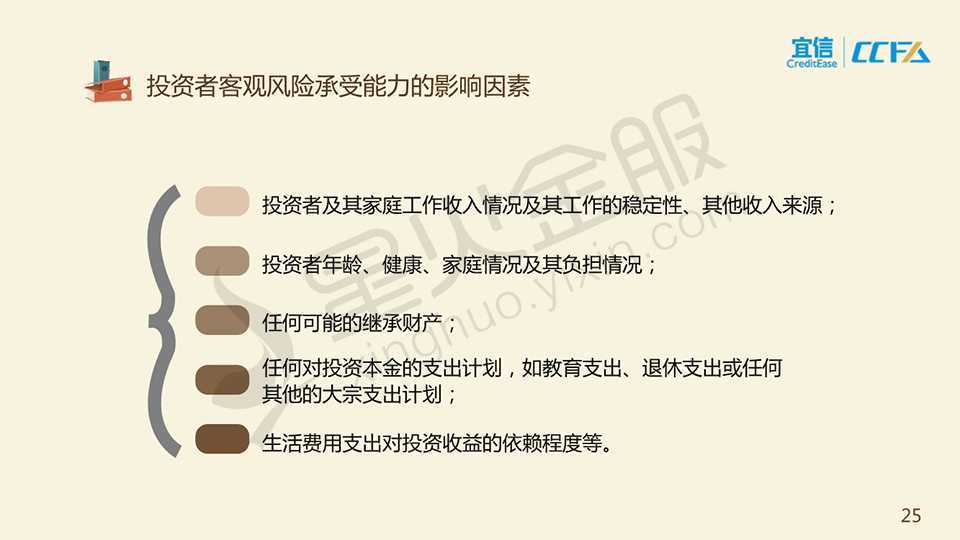 宜信
CreditEase
CCFA
投资者客观风险承受能力的影响因素
星火金服
xinghuo.yixin.com
投资者及其家庭工作收入情况及其工作的稳定性、其他收入来源；
投资者年龄、健康、家庭情况及其负担情况；
任何可能的继承财产；
任何对投资本金的支出计划，如教育支出、退休支出或任何
其他的大宗支出计划；
生活费用支出对投资收益的依赖程度等。
25